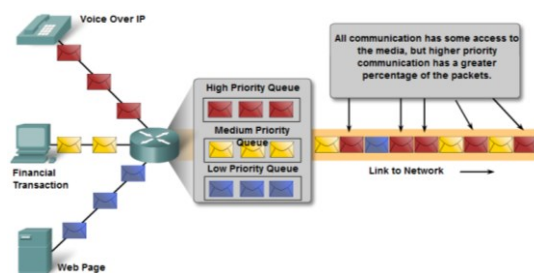 Voice Over IP
All communication has some access to
the media, but higher priority
communication has a greater
percentage of the packets.
High Priority Queue
Medium Priority
Queue
Financial
Transaction
Low Priority Queue
Link to Network
Web Page